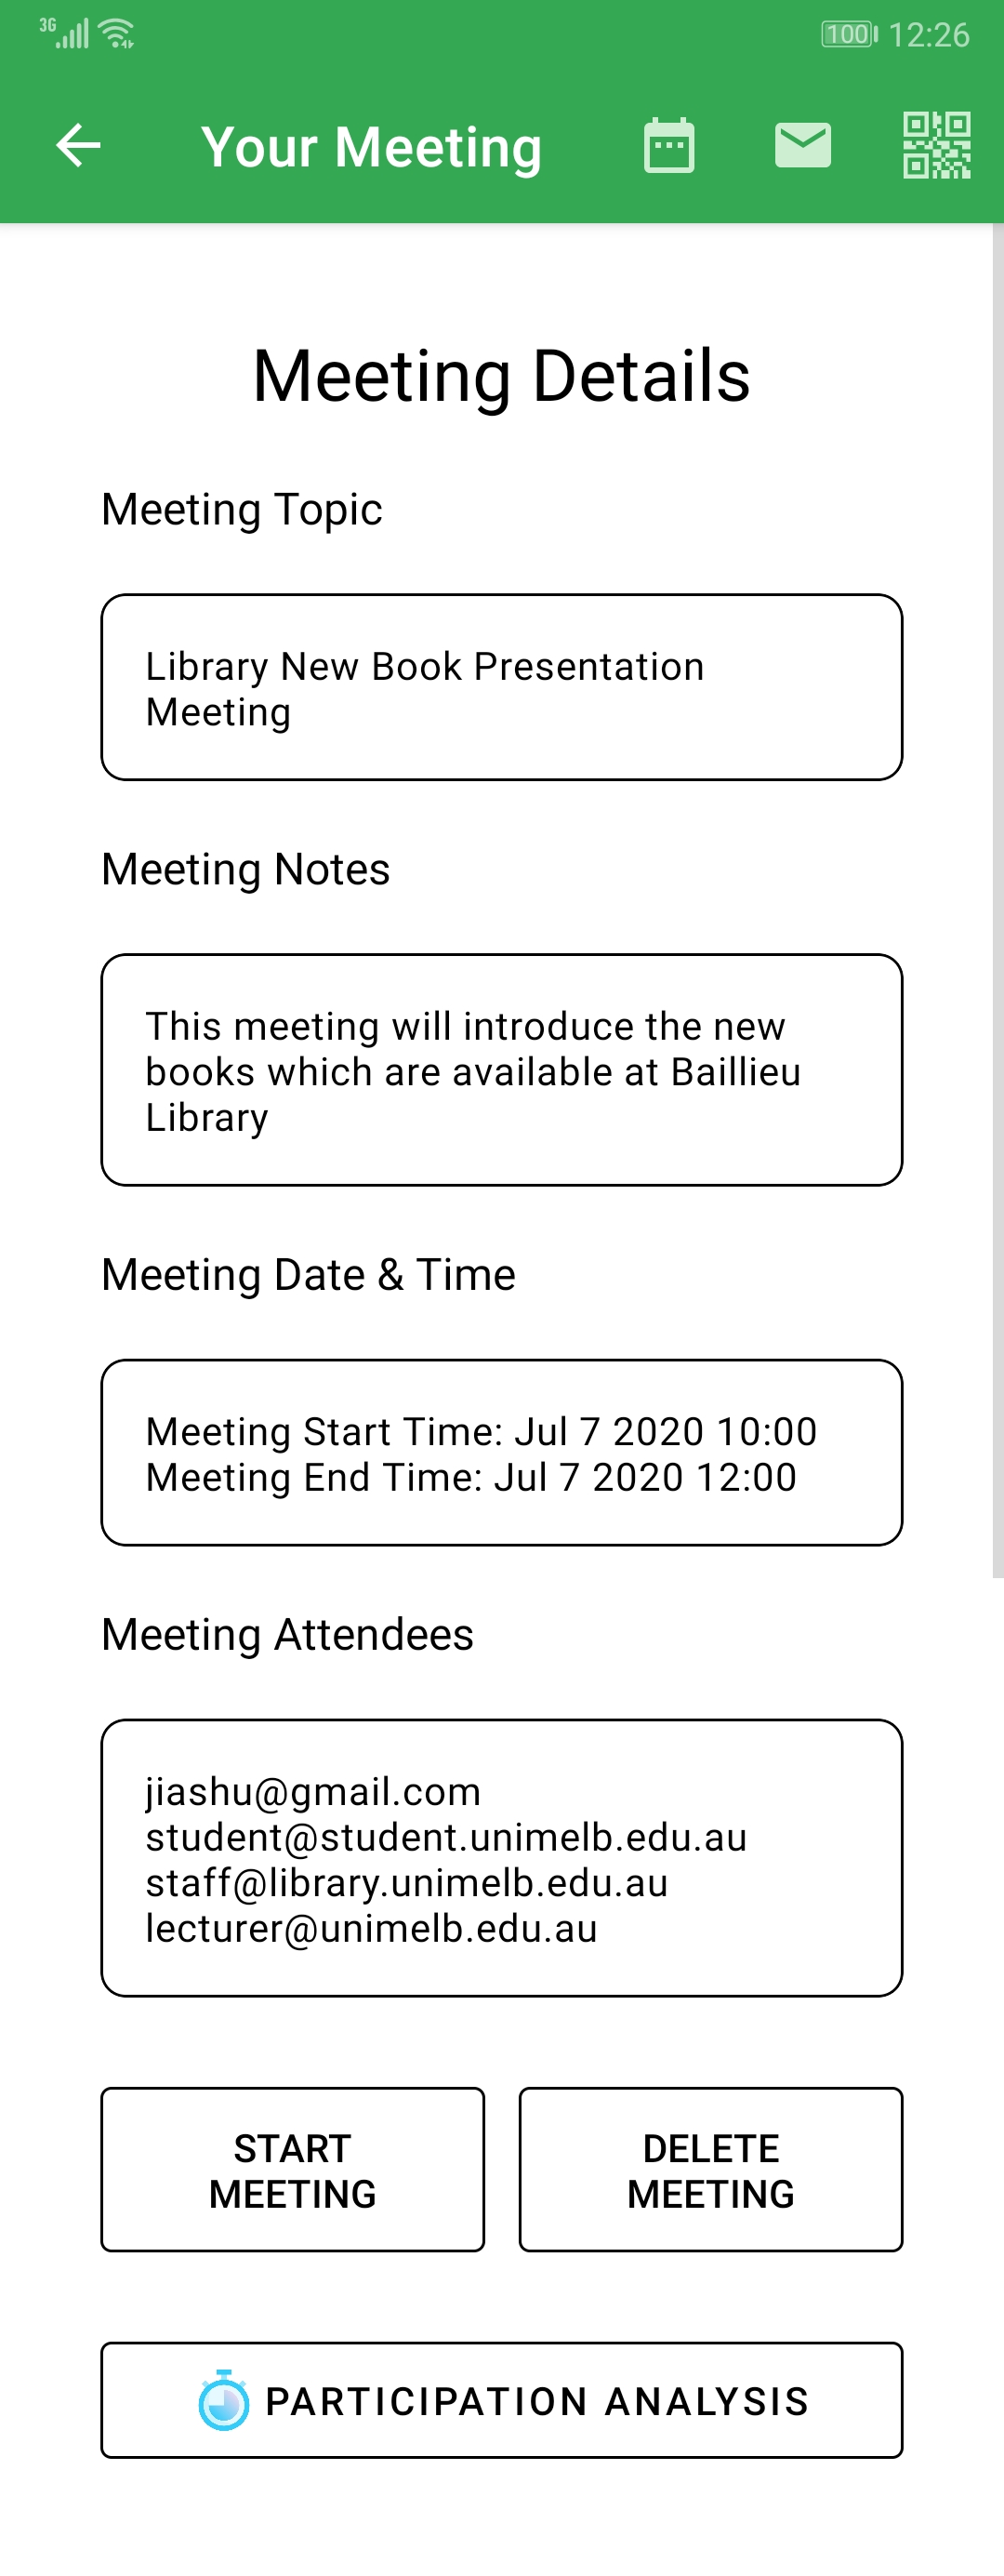 3G
100 12:26
Your Meeting
Meeting Details
Meeting Topic
Library New Book Presentation
Meeting
Meeting Notes
This meeting will introduce the new
books which are available at Baillieu
Library
Meeting Date & Time
Meeting Start Time: Jul 7 2020 10:00
Meeting End Time: Jul 7 2020 12:00
Meeting Attendees
jiashu@gmail.com
student@student.unimelb.edu.au
staff@library.unimelb.edu.au
lecturer@unimelb.edu.au
START
MEETING
DELETE
MEETING
PARTICIPATION ANALYSIS